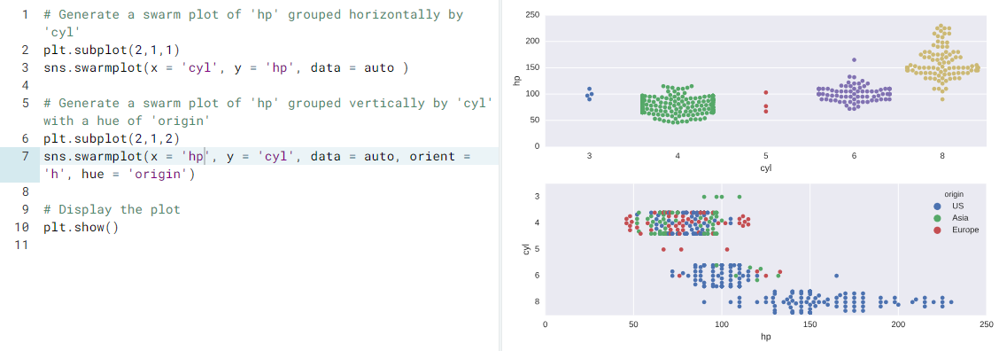 1 # Generate a swarm plot of 'hp' grouped horizontally by
'cyl'
2 plt.subplot(2,1,1)
3 sns.swarmplot(x = 'cyl', y = 'hp', data = auto )
4
5 # Generate a swarm plot of 'hp' grouped vertically by 'cyl'
with a hue of 'origin'
6 plt.subplot(2,1,2)
7 sns.swarmplot(x = 'hp', y = 'cyl', data = auto, orient =
'h', hue = 'origin')
8
9 # Display the plot
10 plt.show()
11
250
200
150
100
50
0
hp
3 4 5 6 8
cyl
3
4
5
6
8
cyl
origin
US
Asia
Europe
0 50 100 150 200 250
hp